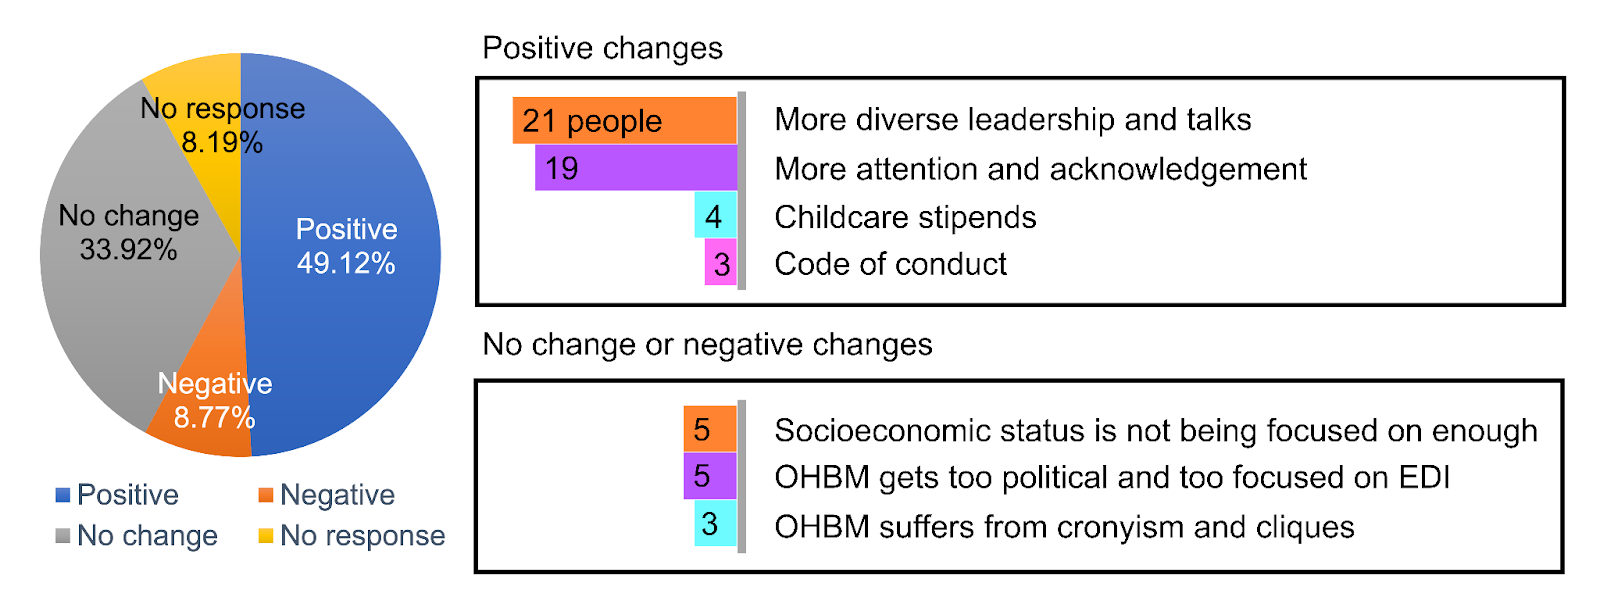 No response
8.19%
No change
33.92%
Positive
49.12%
Negative
8.77%
Positive
Negative
No change
No response
Positive changes
21 people
More diverse leadership and talks
19
More attention and acknowledgement
4
Childcare stipends
3
Code of conduct
No change or negative changes
5
Socioeconomic status is not being focused on enough
5
OHBM gets too political and too focused on EDI
3
OHBM suffers from cronyism and cliques